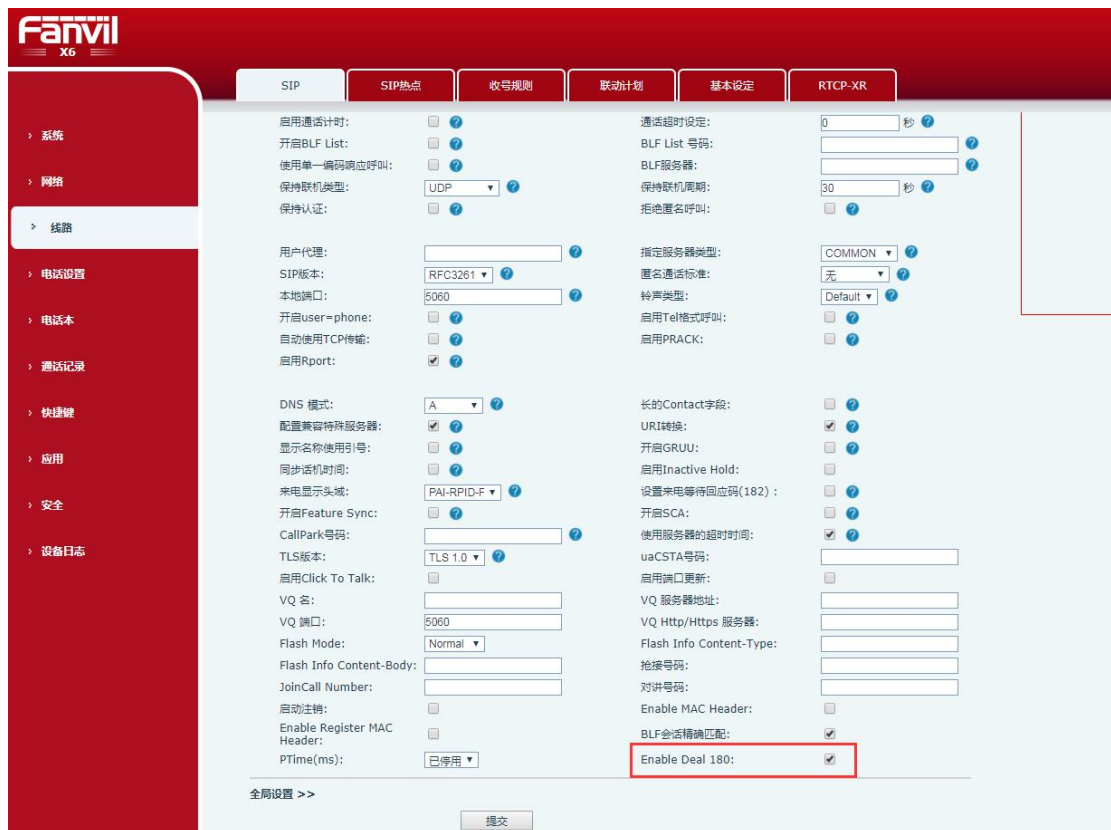 Fanvil
X6
SIP SIP热点 收号规则 联动计划 基本设定 RTCP-XR
系统
网络
线路
电话设置
电话本
通话记录
快捷键
应用
安全
设备日志
启用通话计时: 通话超时设定: 0 秒
开启BLF List: BLF List 号码:
使用单一编码响应呼叫: BLF服务器:
保持联机类型: UDP 保持联机周期: 30 秒
保持认证: 拒绝匿名呼叫:
用户代理: 指定服务器类型: COMMON
SIP版本: RFC3261 匿名通话标准: 无
本地端口: 5060 铃声类型: Default
开启user=phone: 启用Tel格式呼叫:
自动使用TCP传输: 启用PRACK:
启用Rport:
DNS 模式: A 长的Contact字段:
配置兼容特殊服务器: URI转换:
显示名称使用引号: 开启GRUU:
同步话机时间: 启用Inactive Hold:
来电显示头域: PAI-RPID-F 设置来电等待回应码(182) :
开启Feature Sync: 开启SCA:
CallPark号码: 使用服务器的超时时间:
TLS版本: TLS 1.0 uaCSTA号码:
启用Click To Talk: 启用端口更新:
VQ 名: VQ 服务器地址:
VQ 端口: 5060 VQ Http/Https 服务器:
Flash Mode: Normal Flash Info Content-Type:
Flash Info Content-Body: 抢接号码:
JoinCall Number: 对讲号码:
启动注销: Enable MAC Header:
Enable Register MAC
Header: BLF会话精确匹配:
PTime(ms): 已停用 Enable Deal 180:
全局设置 >>
提交